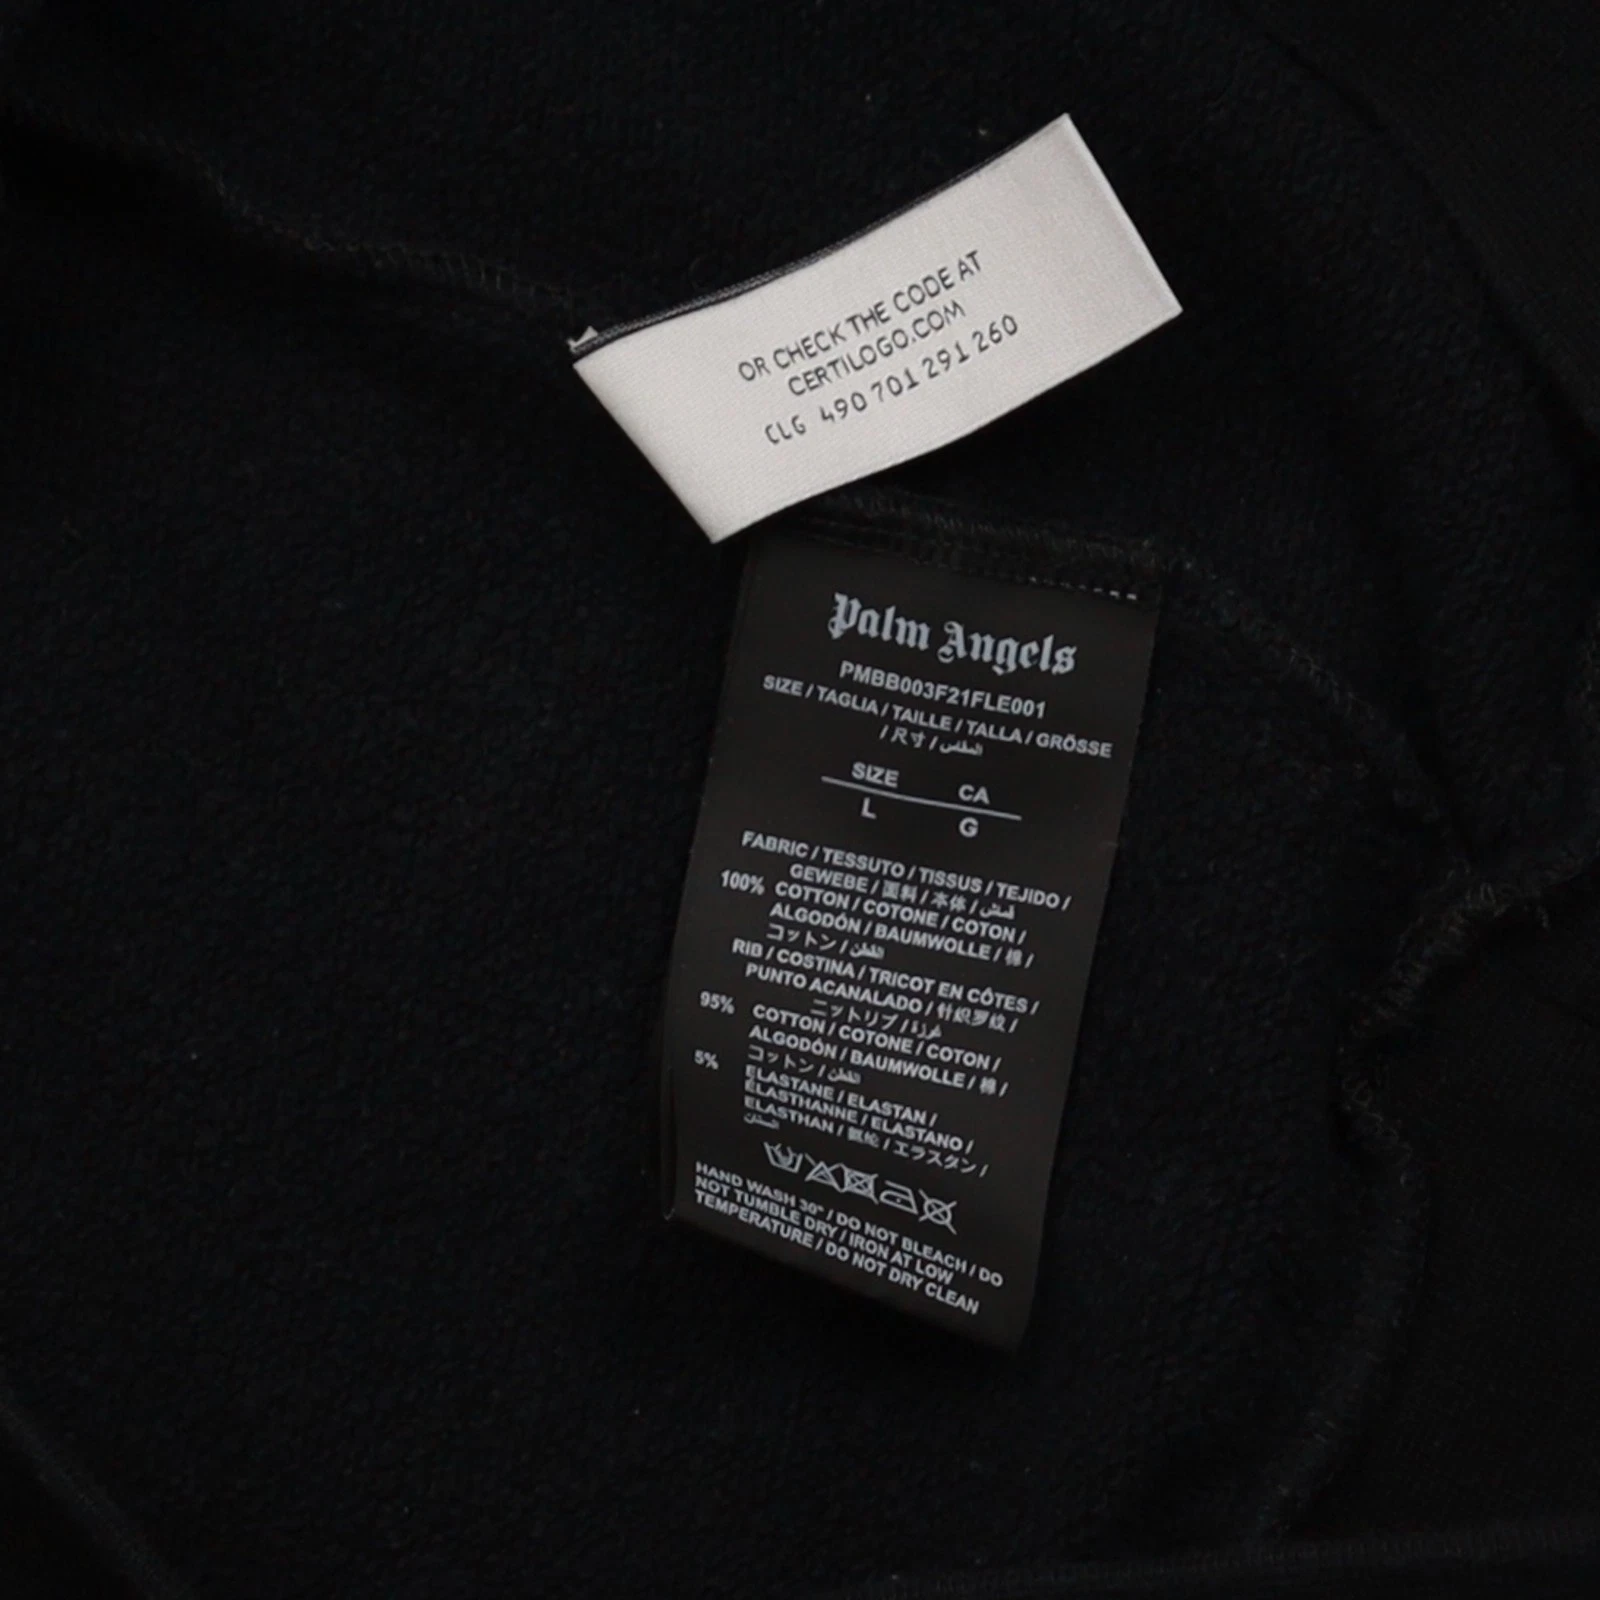 OR CHECK THE CODE AT
CERTILOGO.COM
CLG 490 701 291 260
Palm Angels
PMBB003F21FLE001
SIZE / TAGLIA / TAILLE / TALLA / GRÖSSE
/ 尺寸 / المقاس
SIZE CA
L G
FABRIC / TESSUTO / TISSUS / TEJIDO /
GEWEBE / 面料 / 本体 / قماش
100% COTTON / COTONE / COTON /
ALGODÓN / BAUMWOLLE / 棉 /
コットン / القطن
RIB / COSTINA / TRICOT EN CÔTES /
PUNTO ACANALADO / 针织罗纹 /
ニットリブ / غرزة
95% COTTON / COTONE / COTON /
ALGODÓN / BAUMWOLLE / 棉 /
コットン / القطن
5% ELASTANE / ELASTAN /
ÉLASTHANNE / ELASTANO /
ELASTHAN / 氨纶 / エラスタン /
HAND WASH 30° / DO NOT BLEACH / DO
NOT TUMBLE DRY / IRON AT LOW
TEMPERATURE / DO NOT DRY CLEAN